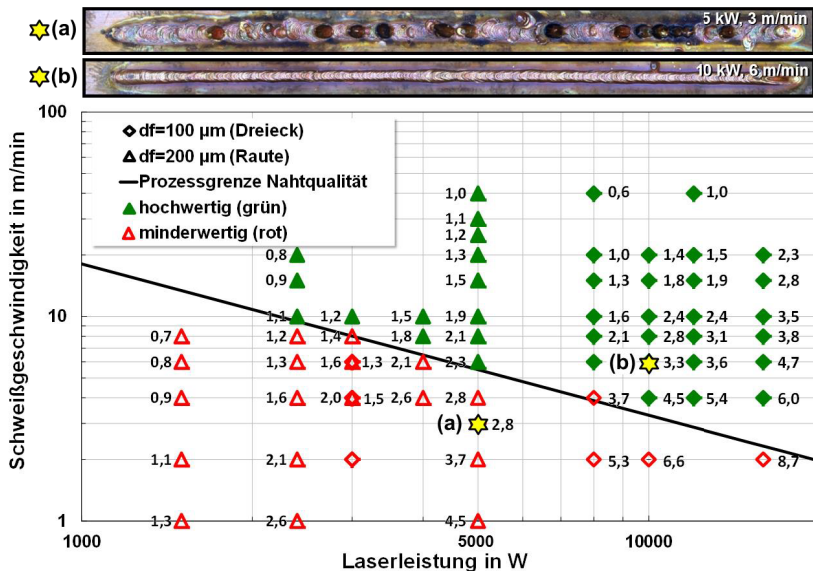 (a) 5 kW, 3 m/min
(b) 10 kW, 6 m/min
Schweißgeschwindigkeit in m/min
100
10
1
df=100 µm (Dreieck)
df=200 µm (Raute)
Prozessgrenze Nahtqualität
hochwertig (grün)
minderwertig (rot)
1,0 0,6 1,0
1,1
1,2
0,8 1,3 1,0 1,4 1,5 2,3
0,9 1,5 1,3 1,8 1,9 2,8
1,1 1,2 1,5 1,9 1,6 2,4 2,4 3,5
0,7 1,2 1,4 1,8 2,1 2,1 2,8 3,1 3,8
0,8 1,3 1,6 1,3 2,1 2,3 (b) 3,3 3,6 4,7
0,9 1,6 2,0 1,5 2,6 2,8 3,7 4,5 5,4 6,0
(a) 2,8
1,1 2,1 3,7 5,3 6,6 8,7
1,3 2,6 4,5
1000 5000 10000
Laserleistung in W